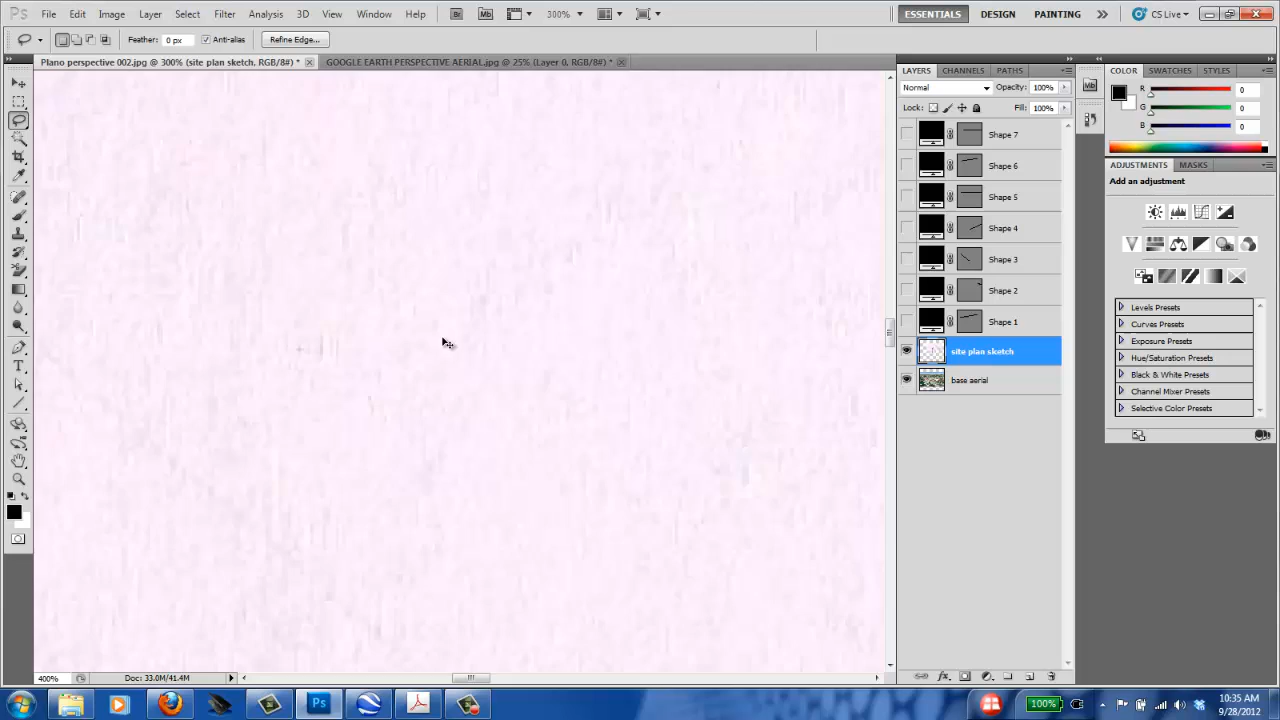 Ps File Edit Image Layer Select Filter Analysis 3D View Window Help Br Mb 300% ESSENTIALS DESIGN PAINTING CS Live
Feather: 0 px Anti-alias Refine Edge...
Plano perspective 002.jpg @ 300% (site plan sketch, RGB/8#) * GOOGLE EARTH PERSPECTIVE AERIAL.jpg @ 25% (Layer 0, RGB/8#) *
LAYERS CHANNELS PATHS
Normal Opacity: 100%
Lock: Fill: 100%
Shape 7
Shape 6
Shape 5
Shape 4
Shape 3
Shape 2
Shape 1
site plan sketch
base aerial
Mb
COLOR SWATCHES STYLES
R 0
G 0
B 0
ADJUSTMENTS MASKS
Add an adjustment
Levels Presets
Curves Presets
Exposure Presets
Hue/Saturation Presets
Black & White Presets
Channel Mixer Presets
Selective Color Presets
400% Doc: 33.0M/41.4M
fx
Ps 100% 10:35 AM
9/28/2012